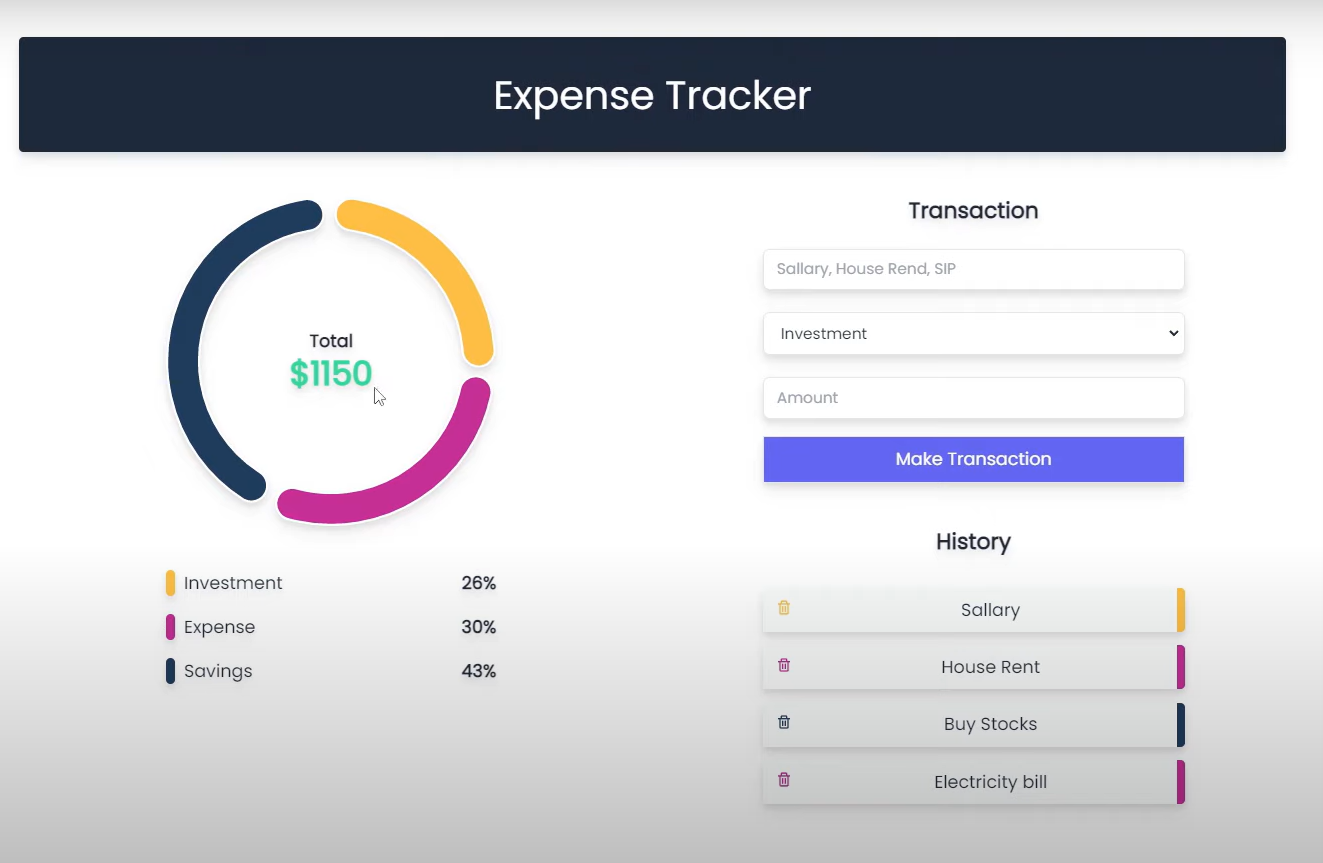 Expense Tracker
Total
$1150
Investment 26%
Expense 30%
Savings 43%
Transaction
Sallary, House Rend, SIP
Investment
Amount
Make Transaction
History
Sallary
House Rent
Buy Stocks
Electricity bill